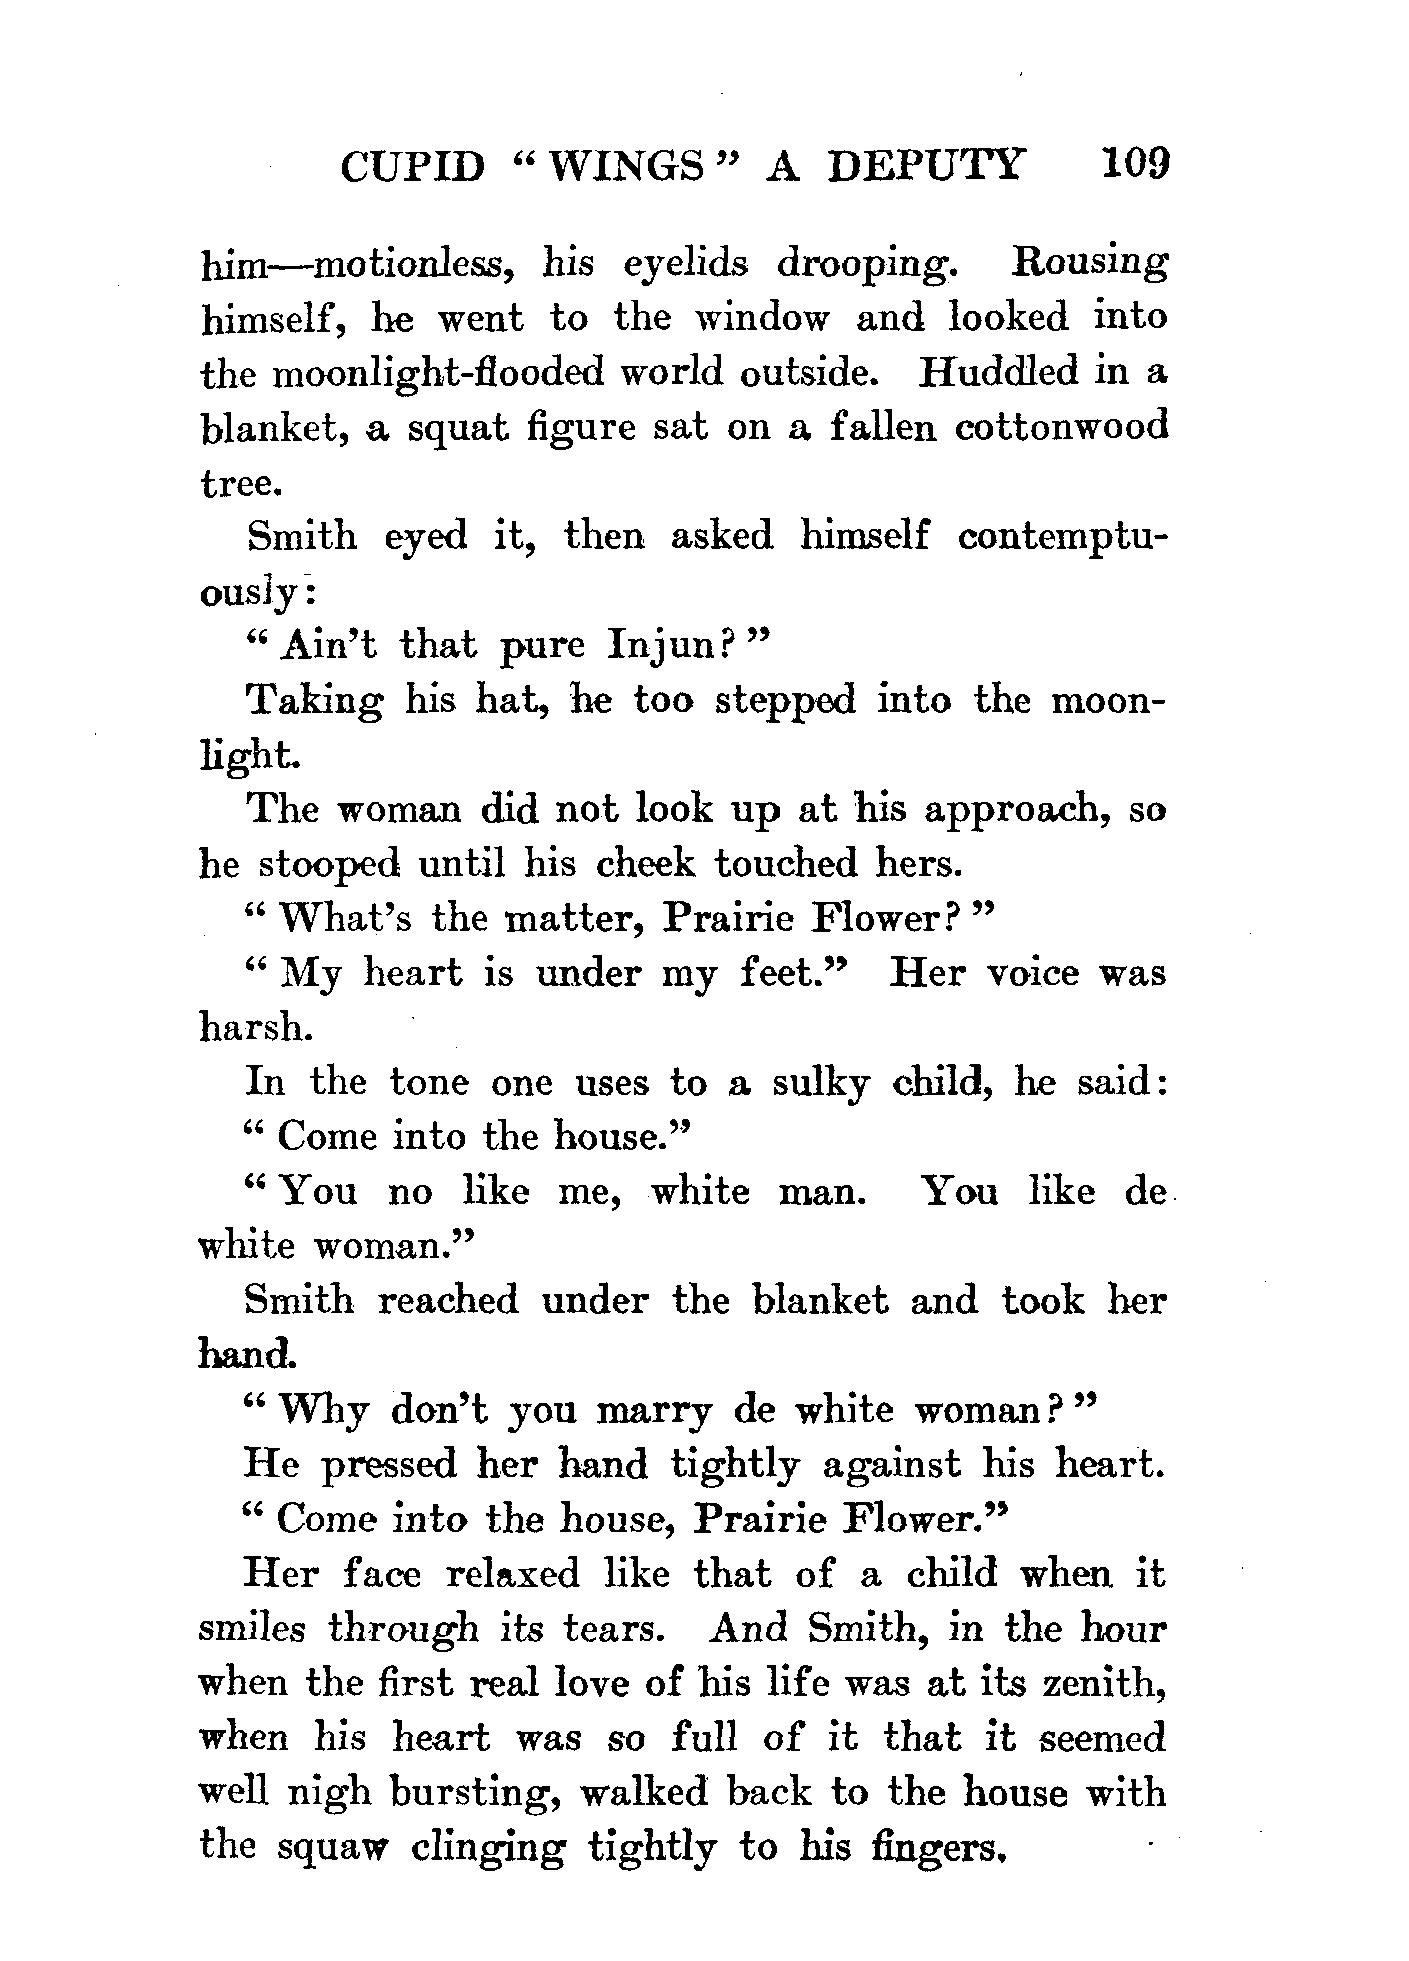 CUPID “ WINGS ” A DEPUTY 109
him—motionless, his eyelids drooping. Rousing
himself, he went to the window and looked into
the moonlight-flooded world outside. Huddled in a
blanket, a squat figure sat on a fallen cottonwood
tree.
Smith eyed it, then asked himself contemptu-
ously:
“ Ain’t that pure Injun? ”
Taking his hat, he too stepped into the moon-
light.
The woman did not look up at his approach, so
he stooped until his cheek touched hers.
“ What’s the matter, Prairie Flower? ”
“ My heart is under my feet.” Her voice was
harsh.
In the tone one uses to a sulky child, he said:
“ Come into the house.”
“ You no like me, white man. You like de
white woman.”
Smith reached under the blanket and took her
hand.
“ Why don’t you marry de white woman? ”
He pressed her hand tightly against his heart.
“ Come into the house, Prairie Flower.”
Her face relaxed like that of a child when it
smiles through its tears. And Smith, in the hour
when the first real love of his life was at its zenith,
when his heart was so full of it that it seemed
well nigh bursting, walked back to the house with
the squaw clinging tightly to his fingers.